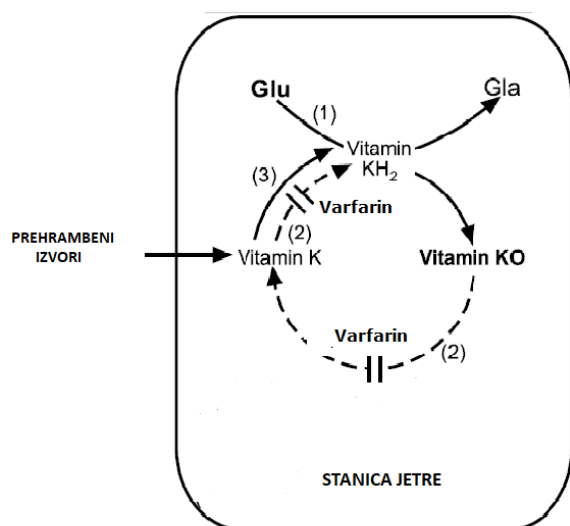 Glu
Gla
(1)
Vitamin
KH₂
(3)
Varfarin
(2)
PREHRAMBENI
IZVORI
Vitamin K
Vitamin KO
Varfarin
(2)
STANICA JETRE